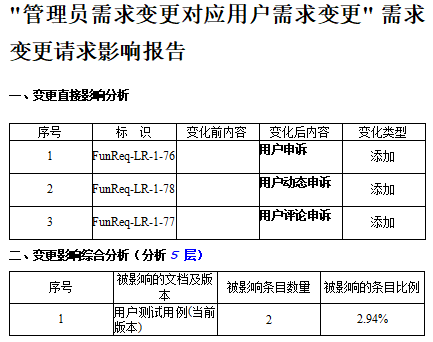 "管理员需求变更对应用户需求变更" 需求
变更请求影响报告
一、变更直接影响分析
序号 标 识 变化前内容 变化后内容 变化类型
1 FunReq-LR-1-76 用户申诉 添加
2 FunReq-LR-1-78 用户动态申诉 添加
3 FunReq-LR-1-77 用户评论申诉 添加
二、变更影响综合分析（分析 5 层）
序号 被影响的文档及版本 被影响条目数量 被影响的条目比例
1 用户测试用例(当前版本) 2 2.94%